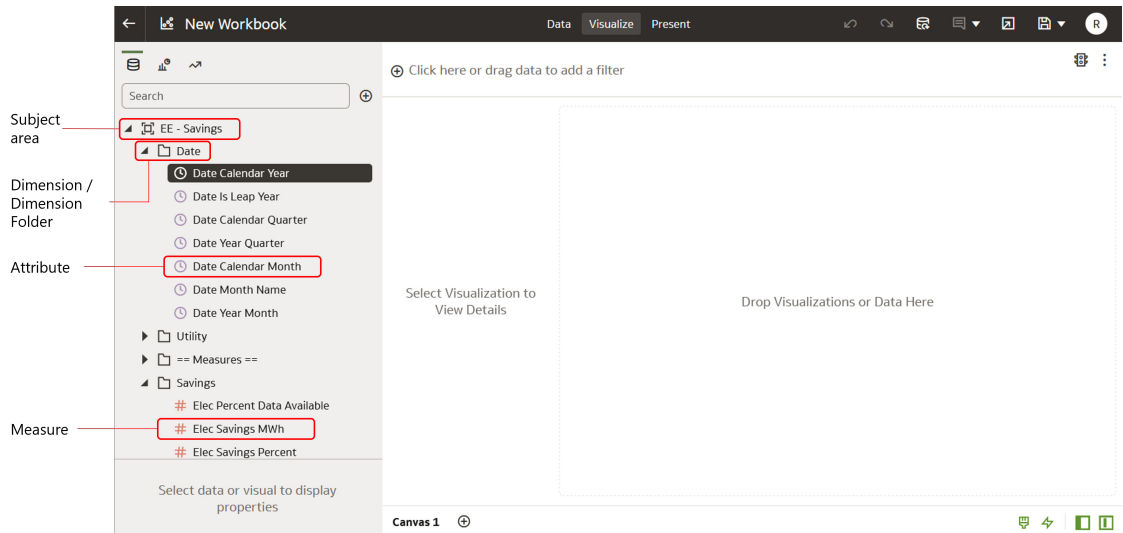 New Workbook
Data
Visualize
Present
R
Click here or drag data to add a filter
Search
Subject
area
EE - Savings
Date
Date Calendar Year
Dimension /
Dimension
Folder
Date Is Leap Year
Date Calendar Quarter
Date Year Quarter
Attribute
Date Calendar Month
Date Month Name
Date Year Month
Utility
== Measures ==
Savings
Elec Percent Data Available
Measure
Elec Savings MWh
Elec Savings Percent
Select Visualization to
View Details
Drop Visualizations or Data Here
Select data or visual to display
properties
Canvas 1